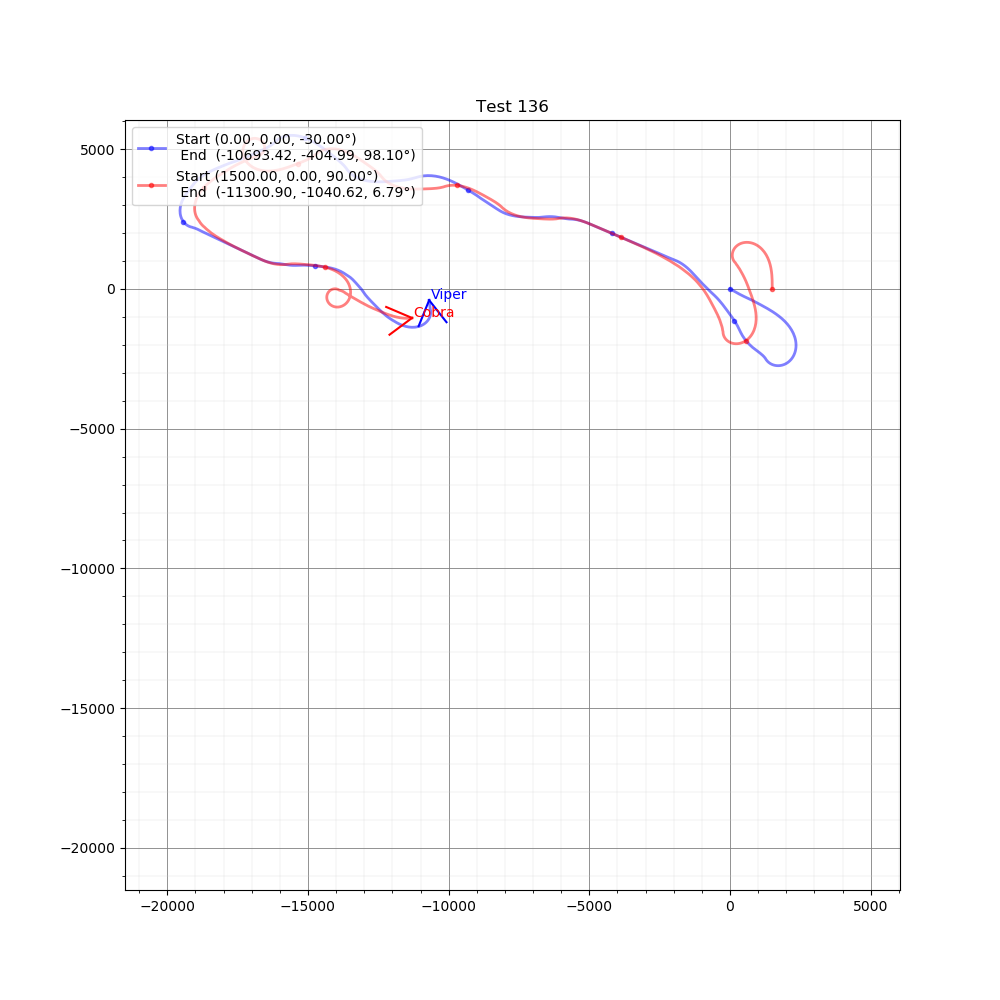 Test 136
Start (0.00, 0.00, -30.00°)
End  (-10693.42, -404.99, 98.10°)
Start (1500.00, 0.00, 90.00°)
End  (-11300.90, -1040.62, 6.79°)
5000
0
−5000
−10000
−15000
−20000
Viper
Cobra
−20000 −15000 −10000 −5000 0 5000